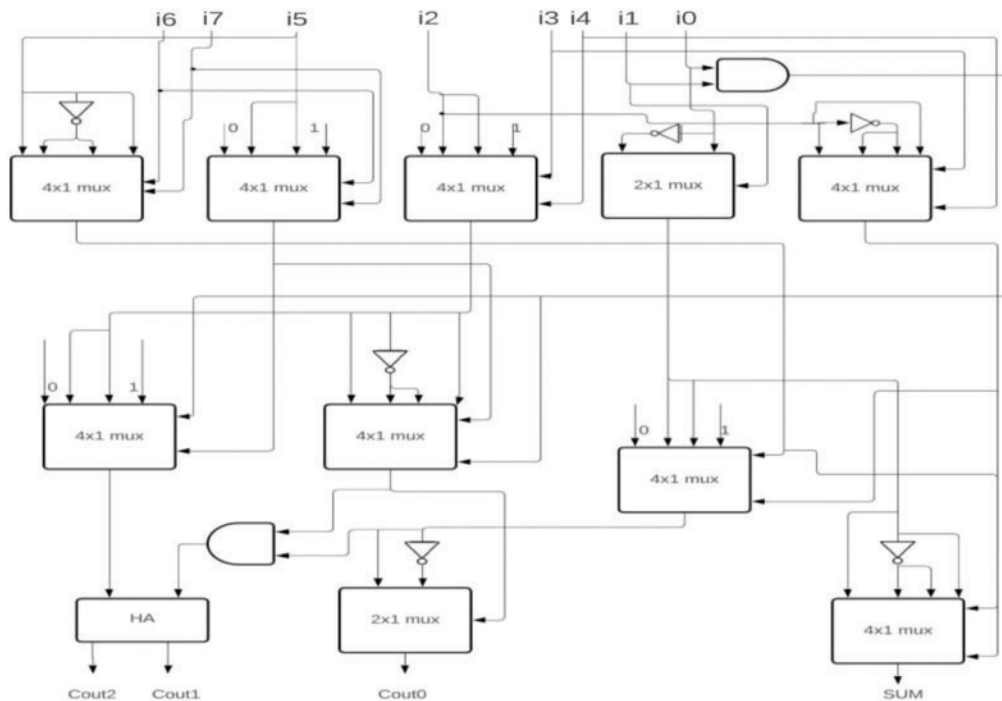 i6 i7 i5 i2 i3 i4 i1 i0
0 1 0 1
4x1 mux 4x1 mux 4x1 mux 2x1 mux 4x1 mux
0 1
4x1 mux 4x1 mux
0 1
4x1 mux
HA 2x1 mux 4x1 mux
Cout2 Cout1 Cout0 SUM